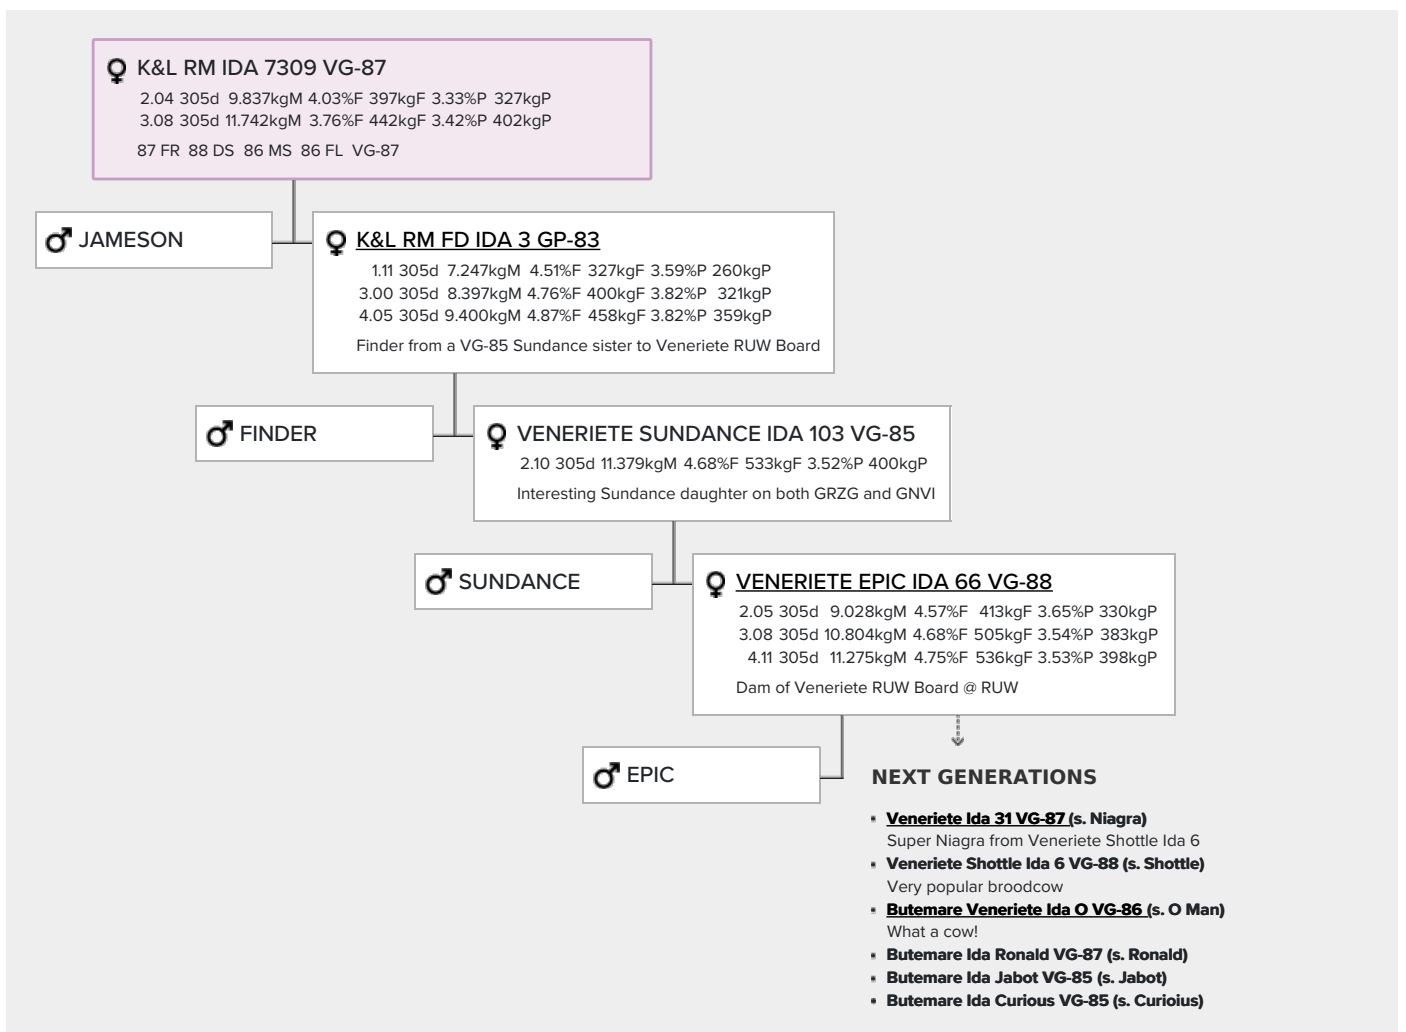 K&L RM IDA 7309 VG-87
2.04 305d 9.837kgM 4.03%F 397kgF 3.33%P 327kgP
3.08 305d 11.742kgM 3.76%F 442kgF 3.42%P 402kgP
87 FR 88 DS 86 MS 86 FL VG-87
JAMESON
K&L RM FD IDA 3 GP-83
1.11 305d 7.247kgM 4.51%F 327kgF 3.59%P 260kgP
3.00 305d 8.397kgM 4.76%F 400kgF 3.82%P 321kgP
4.05 305d 9.400kgM 4.87%F 458kgF 3.82%P 359kgP
Finder from a VG-85 Sundance sister to Veneriete RUW Board
FINDER
VENERIETE SUNDANCE IDA 103 VG-85
2.10 305d 11.379kgM 4.68%F 533kgF 3.52%P 400kgP
Interesting Sundance daughter on both GRZG and GNVI
SUNDANCE
VENERIETE EPIC IDA 66 VG-88
2.05 305d 9.028kgM 4.57%F 413kgF 3.65%P 330kgP
3.08 305d 10.804kgM 4.68%F 505kgF 3.54%P 383kgP
4.11 305d 11.275kgM 4.75%F 536kgF 3.53%P 398kgP
Dam of Veneriete RUW Board @ RUW
EPIC
NEXT GENERATIONS
Veneriete Ida 31 VG-87 (s. Niagra)
Super Niagra from Veneriete Shottle Ida 6
Veneriete Shottle Ida 6 VG-88 (s. Shottle)
Very popular broodcow
Butemare Veneriete Ida O VG-86 (s. O Man)
What a cow!
Butemare Ida Ronald VG-87 (s. Ronald)
Butemare Ida Jabot VG-85 (s. Jabot)
Butemare Ida Curious VG-85 (s. Curioius)